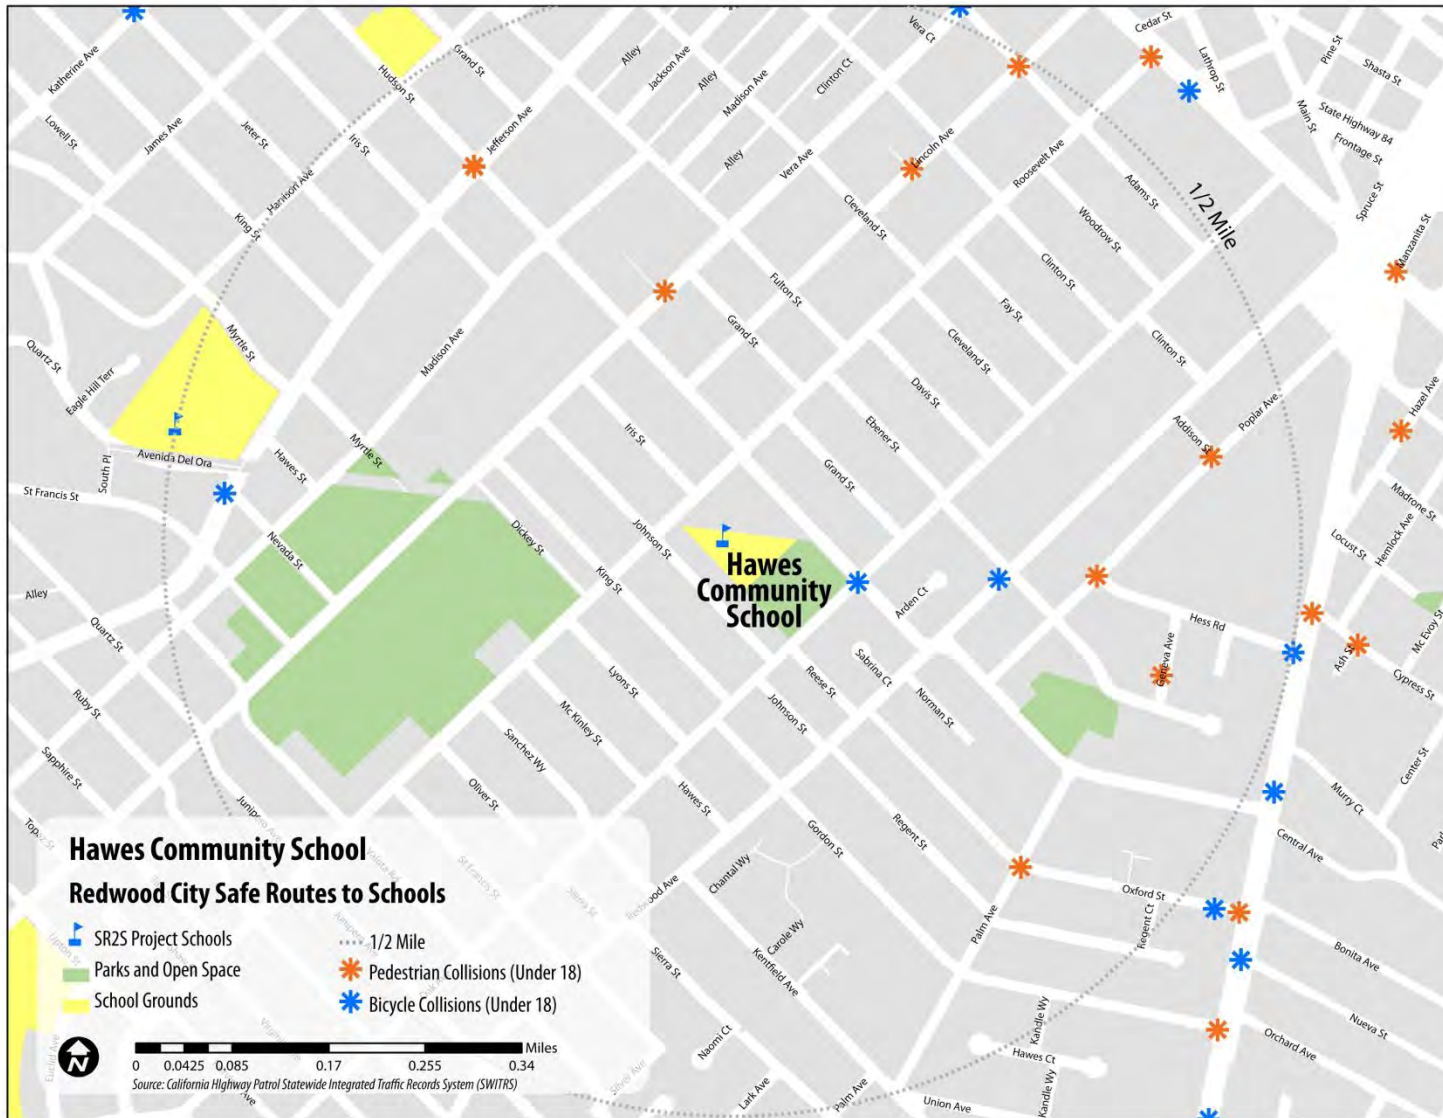 Katherine Ave
Lowell St
James Ave
Jeter St
Hudson St
Grand St
Iris St
Harrison Ave
King St
Jefferson Ave
Alley
Jackson Ave
Alley
Madison Ave
Alley
Clinton Ct
Vera Ct
Vera Ave
Lincoln Ave
Cleveland St
Roosevelt Ave
Cedar St
Lathrop St
Pine St
Shasta St
Main St
State Highway 84
Frontage St
Spruce St
Manzanita St
Adams St
Woodrow St
Clinton St
Fay St
Cleveland St
Clinton St
1/2 Mile
Quartz St
Eagle Hill Terr
Myrtle St
Madison Ave
Fulton St
Grand St
Davis St
Ebener St
Grand St
Addison St
Poplar Ave
Hazel Ave
Madrone St
Hemlock Ave
Locust St
Avenida Del Ora
South Pl
St Francis St
Hawes St
Myrtle St
Iris St
Nevada St
Dickey St
Johnson St
King St
Hawes
Community
School
Arden Ct
Hess Rd
Geneva Ave
Ash St
Mc Evoy St
Cypress St
Center St
Alley
Quartz St
Ruby St
Sapphire St
Lyons St
Mc Kinley St
Sanchez Wy
Oliver St
Reese St
Johnson St
Sabrina Ct
Norman St
Hawes St
Gordon St
Regent St
Chantal Wy
Carole Wy
Redwood Ave
Kentfield Ave
Sierra St
Palm Ave
Oxford St
Regent Ct
Murry Ct
Central Ave
Bonita Ave
Nueva St
Orchard Ave
Kandle Wy
Hawes Ct
Kandle Wy
Union Ave
Naomi Ct
Lark Ave
Palm Ave
Hawes Community School
Redwood City Safe Routes to Schools
SR2S Project Schools
Parks and Open Space
School Grounds
1/2 Mile
Pedestrian Collisions (Under 18)
Bicycle Collisions (Under 18)
N
Miles
0 0.0425 0.085 0.17 0.255 0.34
Source: California HIghway Patrol Statewide Integrated Traffic Records System (SWITRS)